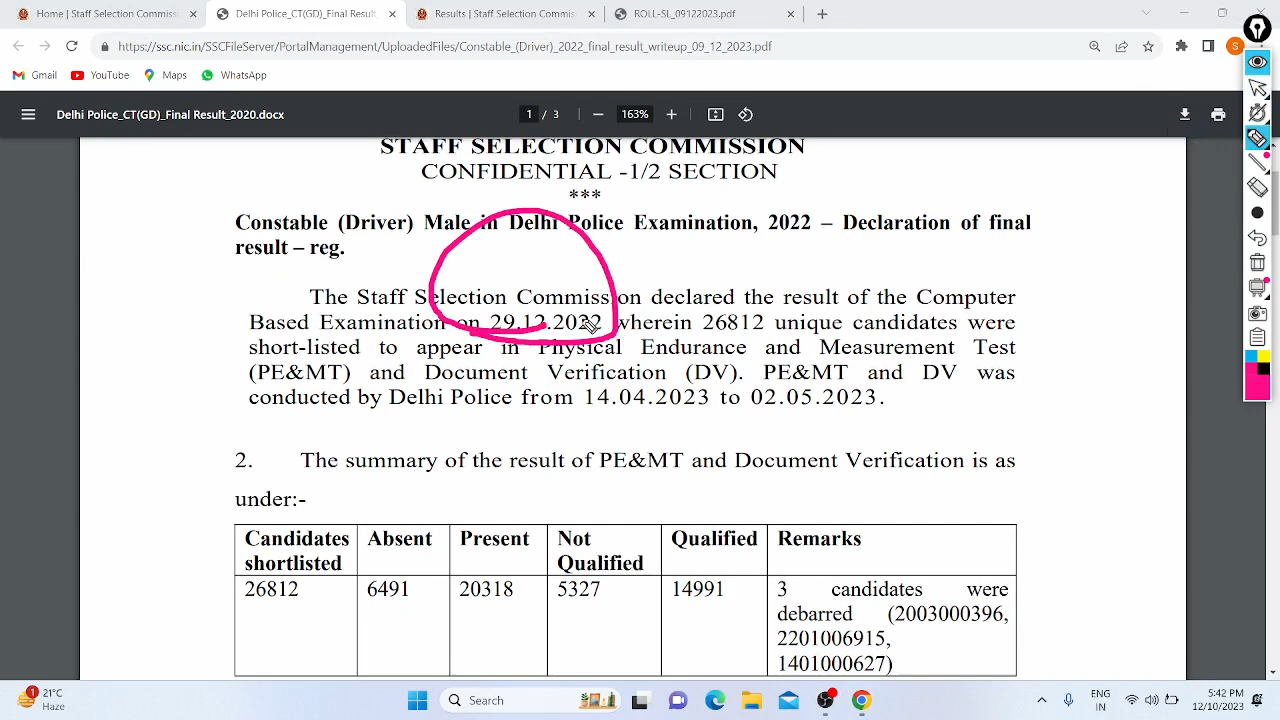 Home | Staff Selection Commissi
Delhi Police_CT(GD)_Final Result_
Results | Staff Selection Commissi
ROLL-SL_09122023.pdf
https://ssc.nic.in/SSCFileServer/PortalManagement/UploadedFiles/Constable_(Driver)_2022_final_result_writeup_09_12_2023.pdf
S
Gmail
YouTube
Maps
WhatsApp
Delhi Police_CT(GD)_Final Result_2020.docx
1 / 3
163%
STAFF SELECTION COMMISSION
CONFIDENTIAL -1/2 SECTION
***
Constable (Driver) Male in Delhi Police Examination, 2022 – Declaration of final
result – reg.
The Staff Selection Commission declared the result of the Computer
Based Examination on 29.12.2022 wherein 26812 unique candidates were
short-listed to appear in Physical Endurance and Measurement Test
(PE&MT) and Document Verification (DV). PE&MT and DV was
conducted by Delhi Police from 14.04.2023 to 02.05.2023.
2. The summary of the result of PE&MT and Document Verification is as
under:-
Candidates shortlisted
Absent
Present
Not Qualified
Qualified
Remarks
26812
6491
20318
5327
14991
3 candidates were
debarred (2003000396,
2201006915,
1401000627)
1
21°C
Haze
Search
ENG
IN
5:42 PM
12/10/2023